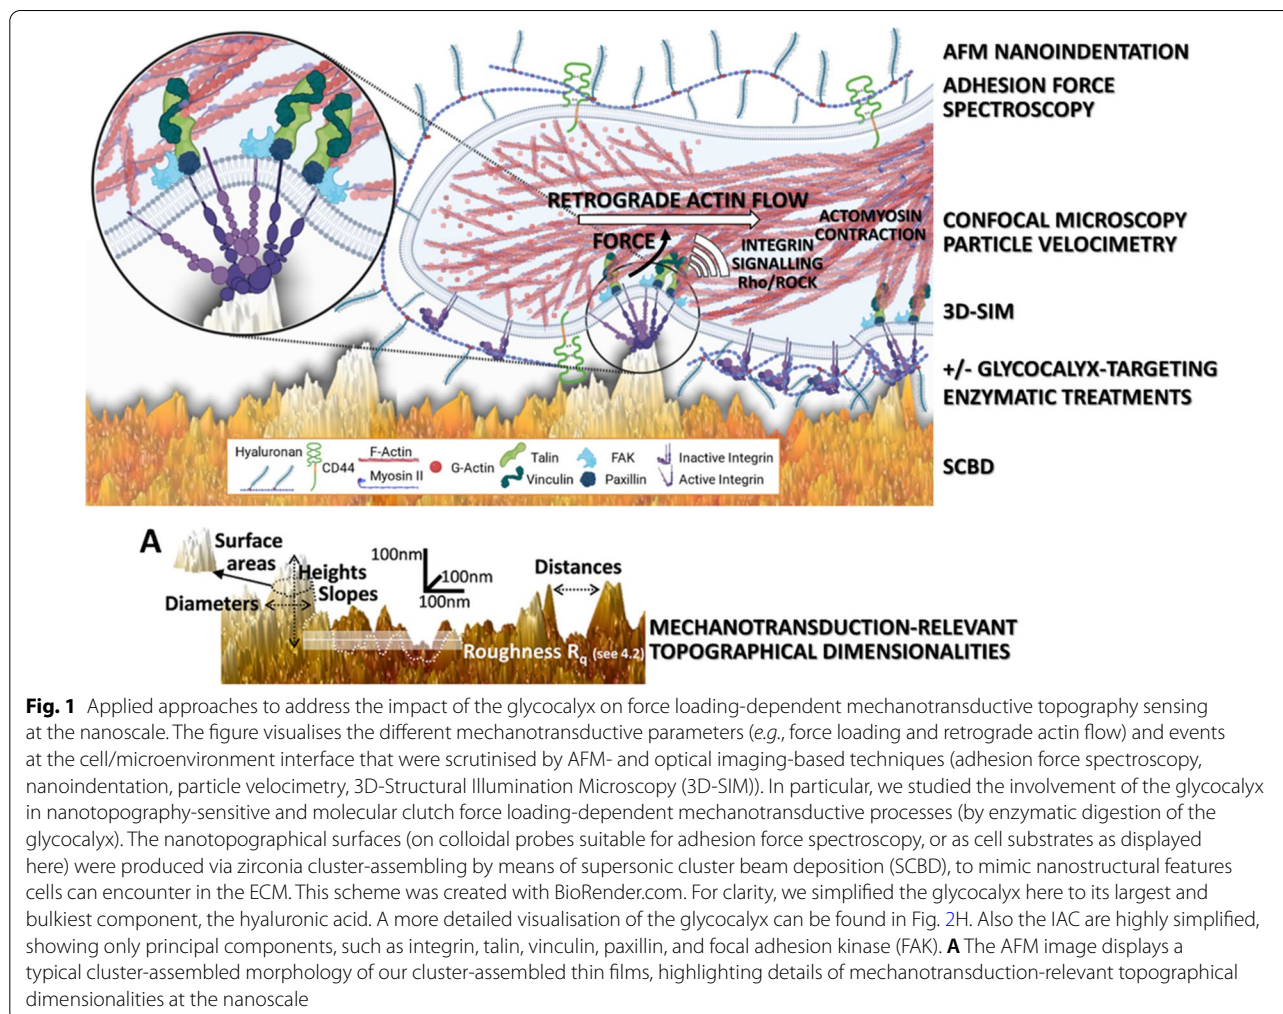 AFM NANOINDENTATION
ADHESION FORCE
SPECTROSCOPY
RETROGRADE ACTIN FLOW
ACTOMYOSIN
CONTRACTION
FORCE
INTEGRIN
SIGNALLING
Rho/ROCK
CONFOCAL MICROSCOPY
PARTICLE VELOCIMETRY
3D-SIM
+/- GLYCOCALYX-TARGETING
ENZYMATIC TREATMENTS
SCBD
Hyaluronan
CD44
F-Actin
Myosin II
G-Actin
Talin
Vinculin
FAK
Paxillin
Inactive Integrin
Active Integrin
A
Surface
areas
Heights
Slopes
Diameters
100nm
100nm
100nm
Distances
Roughness Rq (see 4.2)
MECHANOTRANSDUCTION-RELEVANT
TOPOGRAPHICAL DIMENSIONALITIES
Fig. 1 Applied approaches to address the impact of the glycocalyx on force loading-dependent mechanotransductive topography sensing
at the nanoscale. The figure visualises the different mechanotransductive parameters (e.g., force loading and retrograde actin flow) and events
at the cell/microenvironment interface that were scrutinised by AFM- and optical imaging-based techniques (adhesion force spectroscopy,
nanoindentation, particle velocimetry, 3D-Structural Illumination Microscopy (3D-SIM)). In particular, we studied the involvement of the glycocalyx
in nanotopography-sensitive and molecular clutch force loading-dependent mechanotransductive processes (by enzymatic digestion of the
glycocalyx). The nanotopographical surfaces (on colloidal probes suitable for adhesion force spectroscopy, or as cell substrates as displayed
here) were produced via zirconia cluster-assembling by means of supersonic cluster beam deposition (SCBD), to mimic nanostructural features
cells can encounter in the ECM. This scheme was created with BioRender.com. For clarity, we simplified the glycocalyx here to its largest and
bulkiest component, the hyaluronic acid. A more detailed visualisation of the glycocalyx can be found in Fig. 2H. Also the IAC are highly simplified,
showing only principal components, such as integrin, talin, vinculin, paxillin, and focal adhesion kinase (FAK). A The AFM image displays a
typical cluster-assembled morphology of our cluster-assembled thin films, highlighting details of mechanotransduction-relevant topographical
dimensionalities at the nanoscale